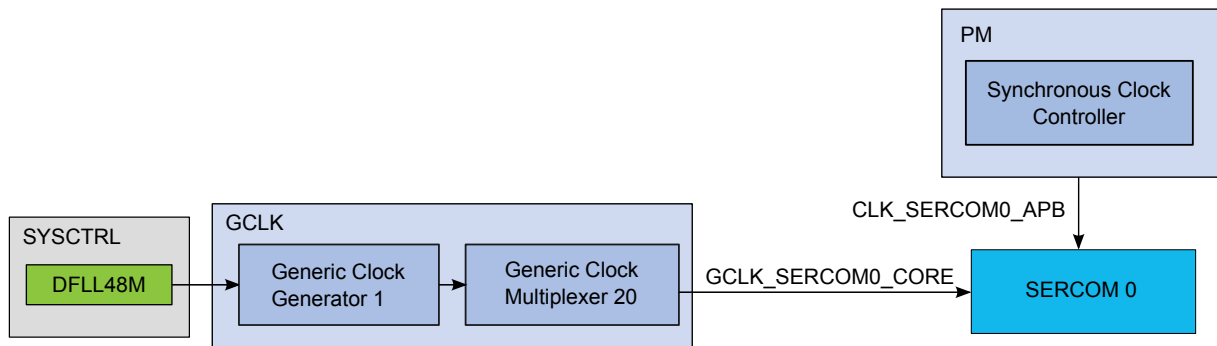 PM
Synchronous Clock
Controller
CLK_SERCOM0_APB
SYSCTRL
DFLL48M
GCLK
Generic Clock
Generator 1
Generic Clock
Multiplexer 20
GCLK_SERCOM0_CORE
SERCOM 0